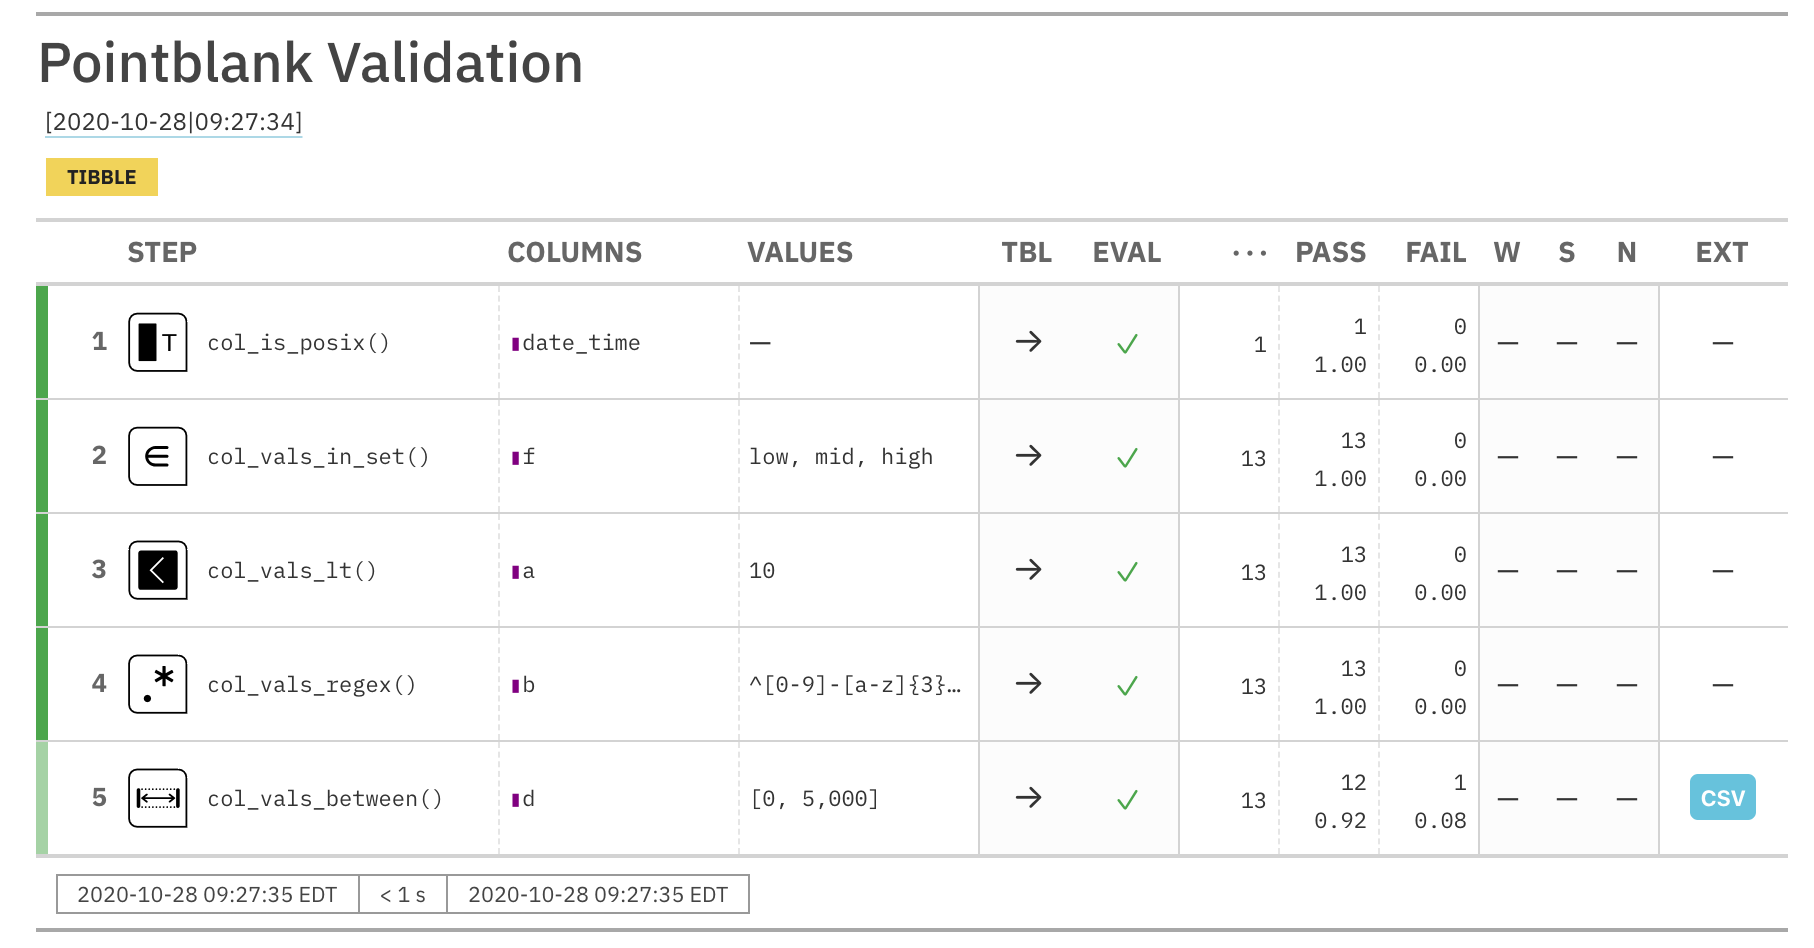 Pointblank Validation
[2020-10-28|09:27:34]
TIBBLE
STEP COLUMNS VALUES TBL EVAL ··· PASS FAIL W S N EXT
1 T col_is_posix() date_time — → ✓ 1 1 0 — — — —
1.00 0.00
2 ∈ col_vals_in_set() f low, mid, high → ✓ 13 13 0 — — — —
1.00 0.00
3 < col_vals_lt() a 10 → ✓ 13 13 0 — — — —
1.00 0.00
4 .* col_vals_regex() b ^[0-9]-[a-z]{3}… → ✓ 13 13 0 — — — —
1.00 0.00
5 col_vals_between() d [0, 5,000] → ✓ 13 12 1 — — — CSV
0.92 0.08
2020-10-28 09:27:35 EDT < 1 s 2020-10-28 09:27:35 EDT